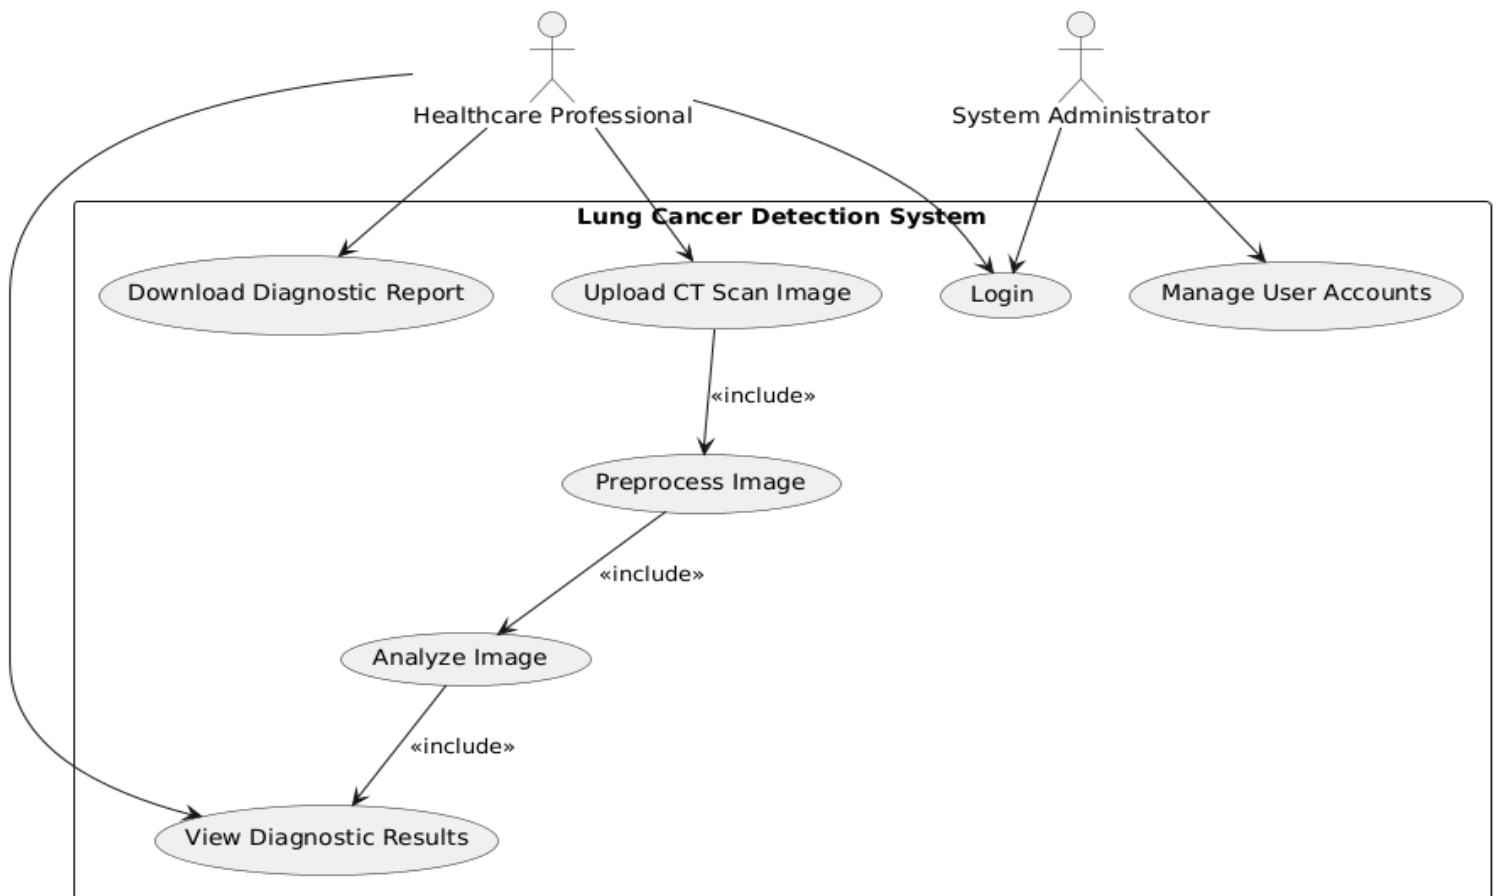 Healthcare Professional
System Administrator
Lung Cancer Detection System
Download Diagnostic Report
Upload CT Scan Image
Login
Manage User Accounts
«include»
Preprocess Image
«include»
Analyze Image
«include»
View Diagnostic Results